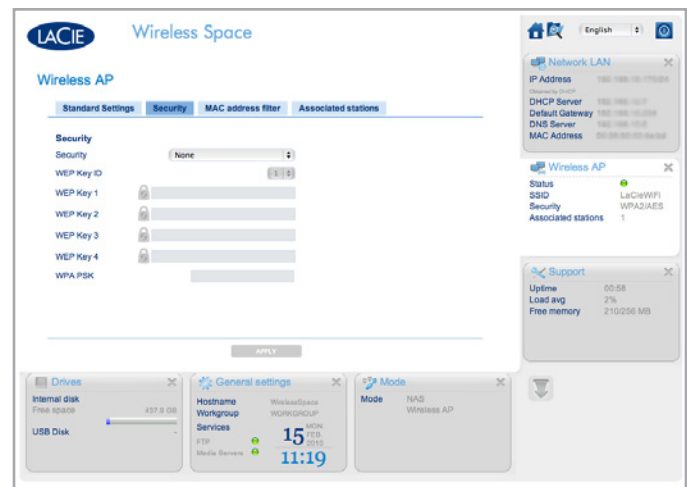 LACIE
Wireless Space
English
Wireless AP
Standard Settings
Security
MAC address filter
Associated stations
Security
Security None
WEP Key ID 1
WEP Key 1
WEP Key 2
WEP Key 3
WEP Key 4
WPA PSK
APPLY
Network LAN
IP Address
Obtained by DHCP
DHCP Server
Default Gateway
DNS Server
MAC Address
Wireless AP
Status
SSID LaCieWiFi
Security WPA2/AES
Associated stations 1
Support
Uptime 00:58
Load avg 2%
Free memory 210/256 MB
Drives
Internal disk
Free space 437.9 GB
USB Disk -
General settings
Hostname WirelessSpace
Workgroup WORKGROUP
Services
FTP
Media Servers
15 MON.
FEB.
2010
11:19
Mode
Mode NAS
Wireless AP